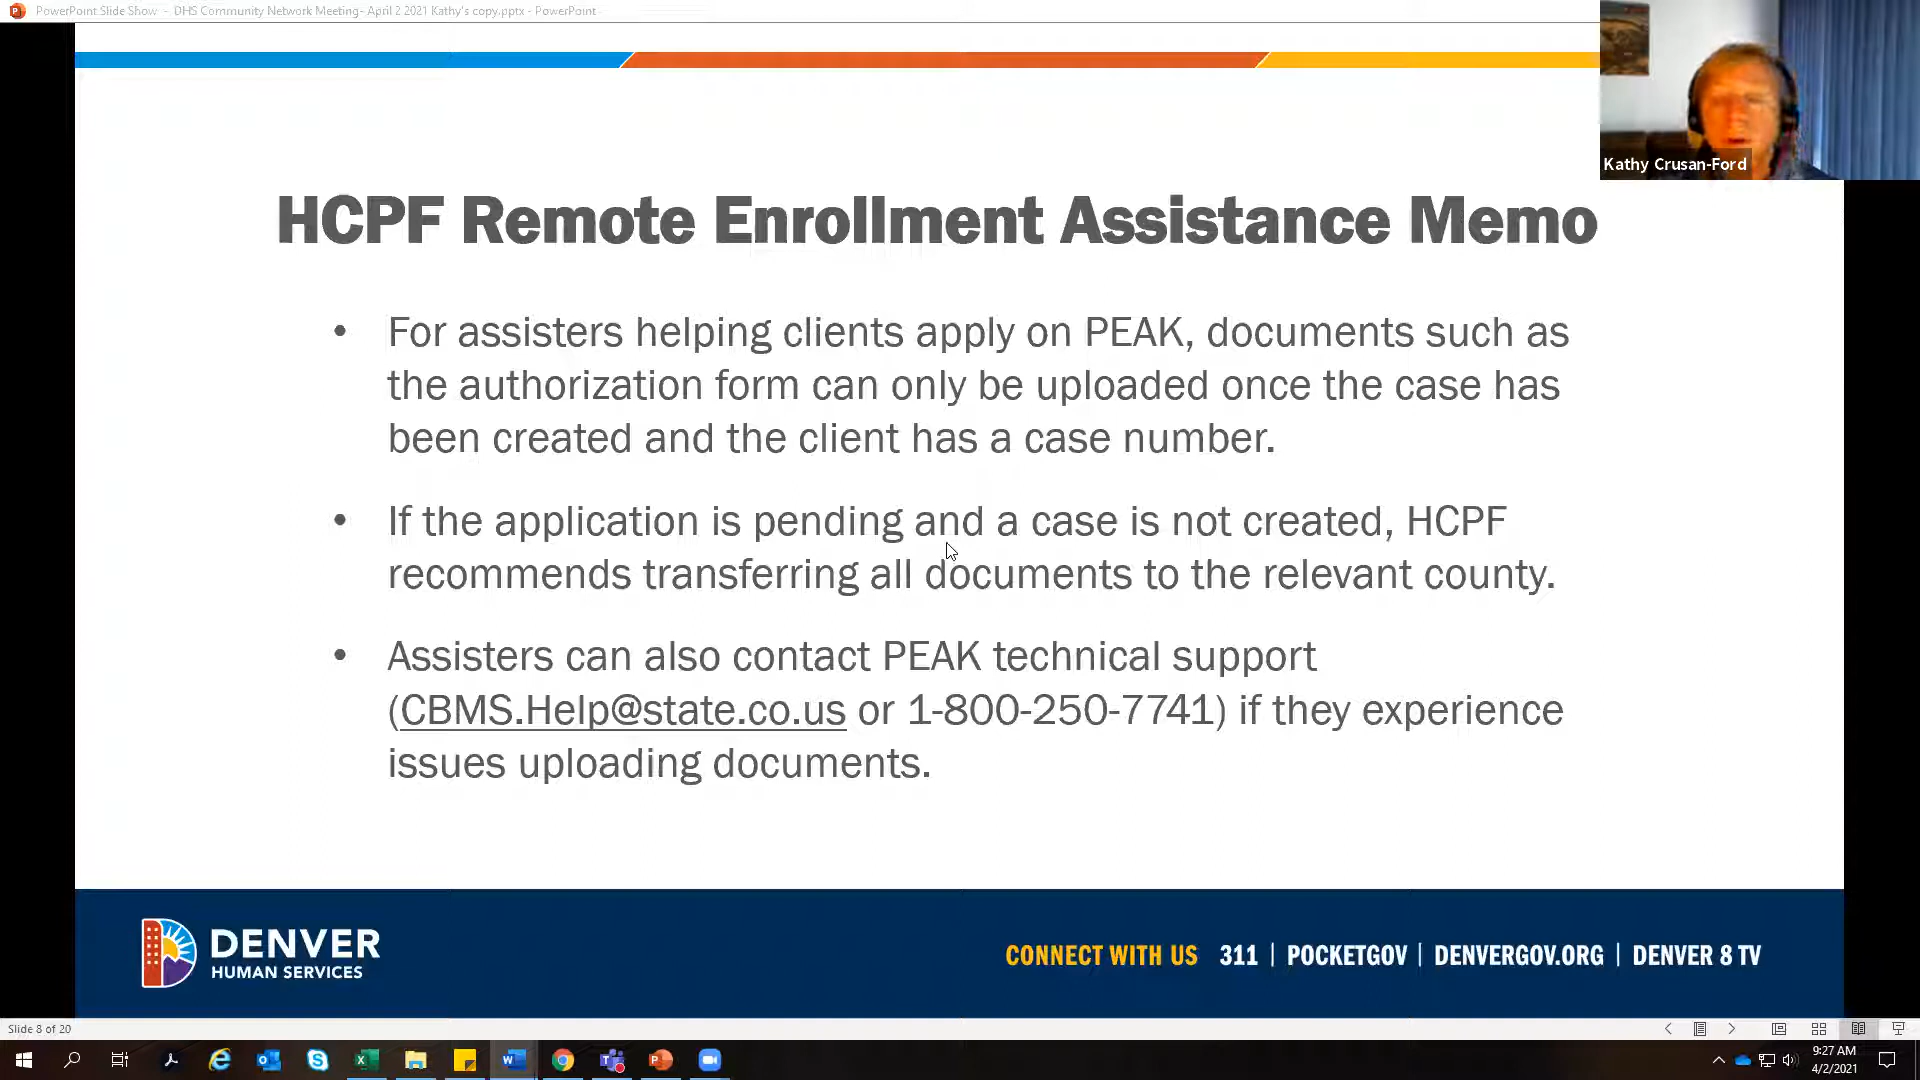 PowerPoint Slide Show - DHS Community Network Meeting- April 2 2021 Kathy's copy.pptx - PowerPoint
Kathy Crusan-Ford
HCPF Remote Enrollment Assistance Memo
• For assisters helping clients apply on PEAK, documents such as
the authorization form can only be uploaded once the case has
been created and the client has a case number.
• If the application is pending and a case is not created, HCPF
recommends transferring all documents to the relevant county.
• Assisters can also contact PEAK technical support
(CBMS.Help@state.co.us or 1-800-250-7741) if they experience
issues uploading documents.
DENVER
HUMAN SERVICES
CONNECT WITH US 311 | POCKETGOV | DENVERGOV.ORG | DENVER 8 TV
Slide 8 of 20
9:27 AM
4/2/2021